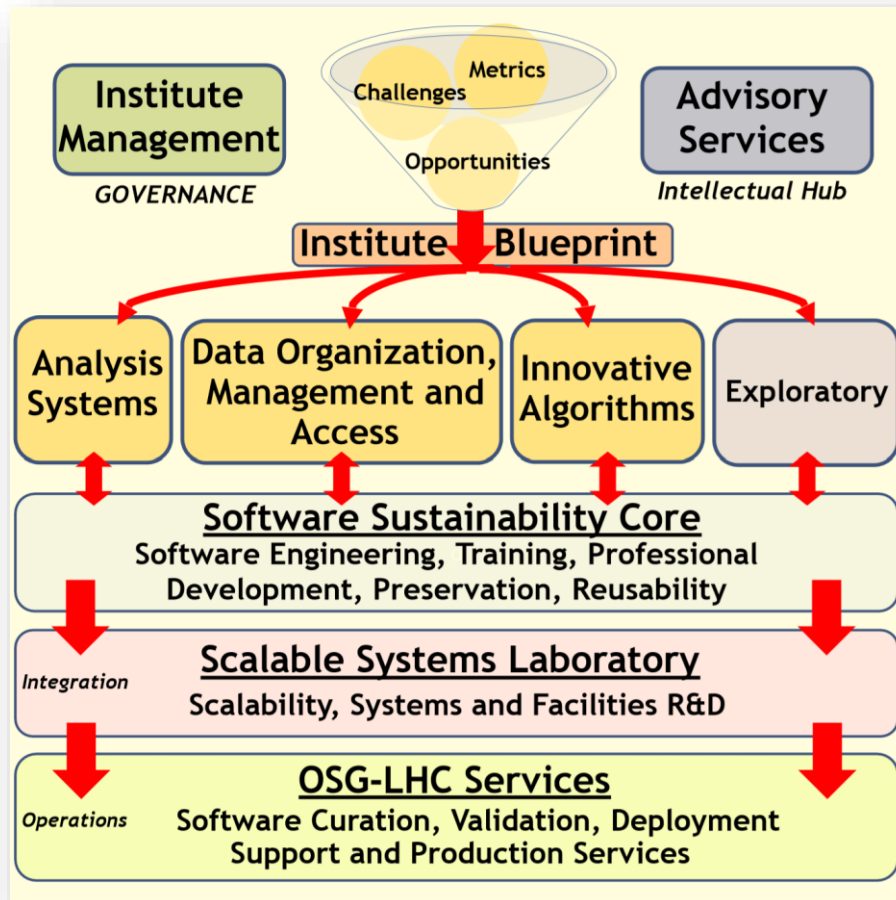 Institute
Management
GOVERNANCE
Challenges
Metrics
Opportunities
Advisory
Services
Intellectual Hub
Institute Blueprint
Analysis
Systems
Data Organization,
Management and
Access
Innovative
Algorithms
Exploratory
Software Sustainability Core
Software Engineering, Training, Professional
Development, Preservation, Reusability
Scalable Systems Laboratory
Integration
Scalability, Systems and Facilities R&D
OSG-LHC Services
Operations
Software Curation, Validation, Deployment
Support and Production Services